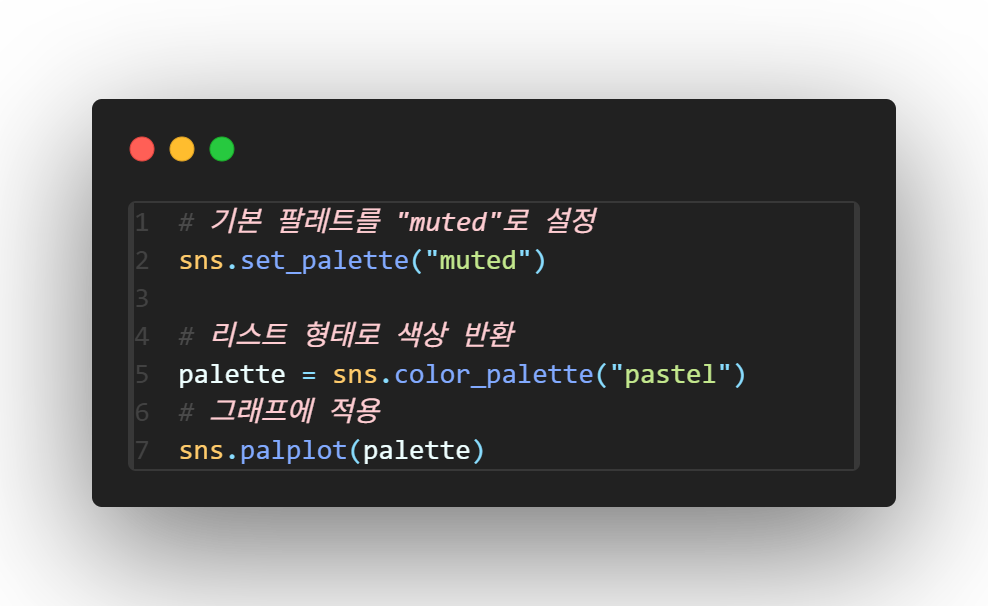 1 # 기본 팔레트를 "muted"로 설정
2 sns.set_palette("muted")
3
4 # 리스트 형태로 색상 반환
5 palette = sns.color_palette("pastel")
6 # 그래프에 적용
7 sns.palplot(palette)